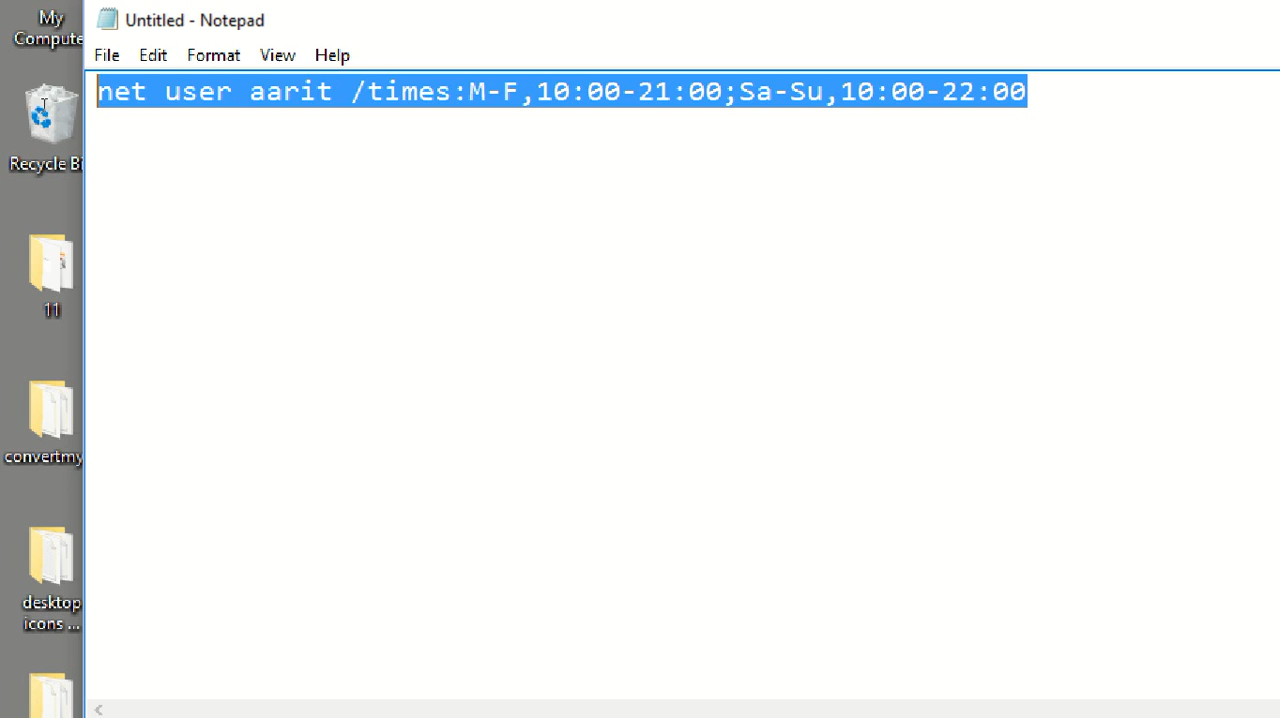 My
Compute
Recycle Bi
11
convertmy
desktop
icons ...
Untitled - Notepad
File Edit Format View Help
net user aarit /times:M-F,10:00-21:00;Sa-Su,10:00-22:00